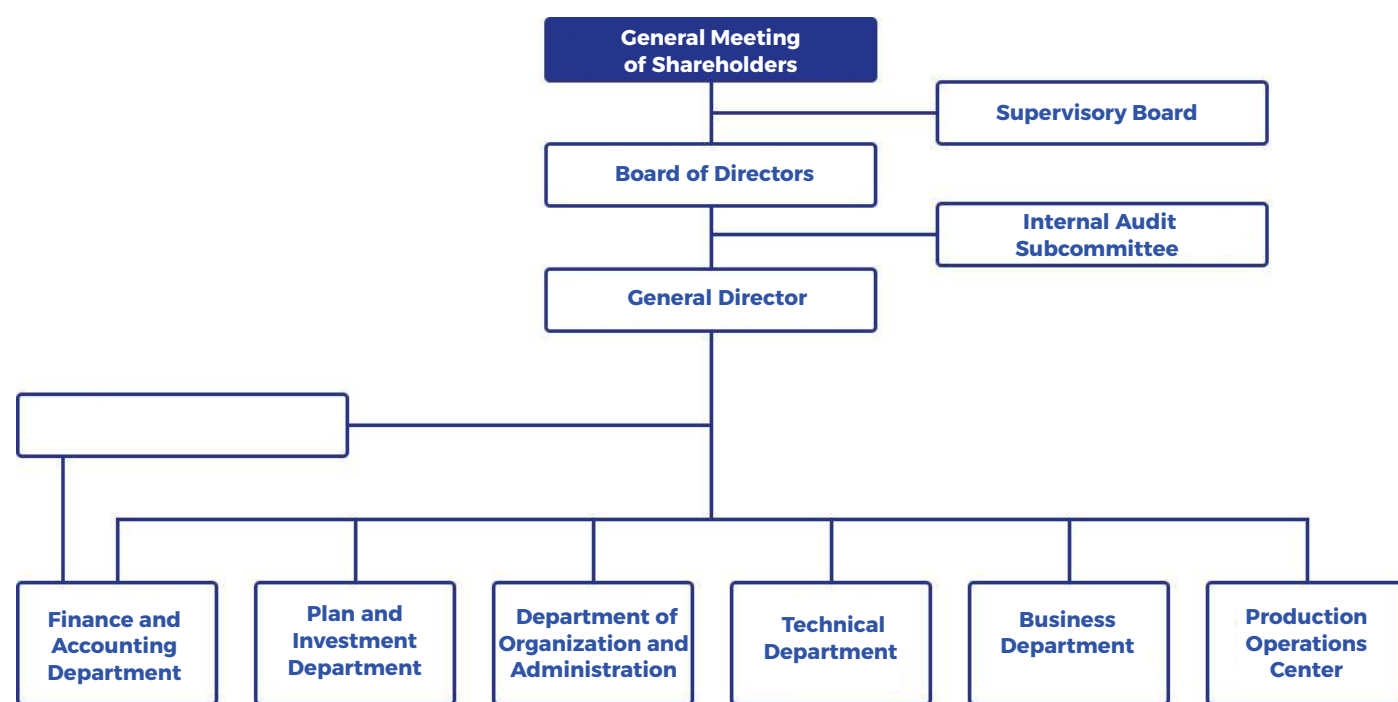 General Meeting
of Shareholders
Supervisory Board
Board of Directors
Internal Audit
Subcommittee
General Director
Finance and
Accounting
Department
Plan and
Investment
Department
Department of
Organization and
Administration
Technical
Department
Business
Department
Production
Operations
Center